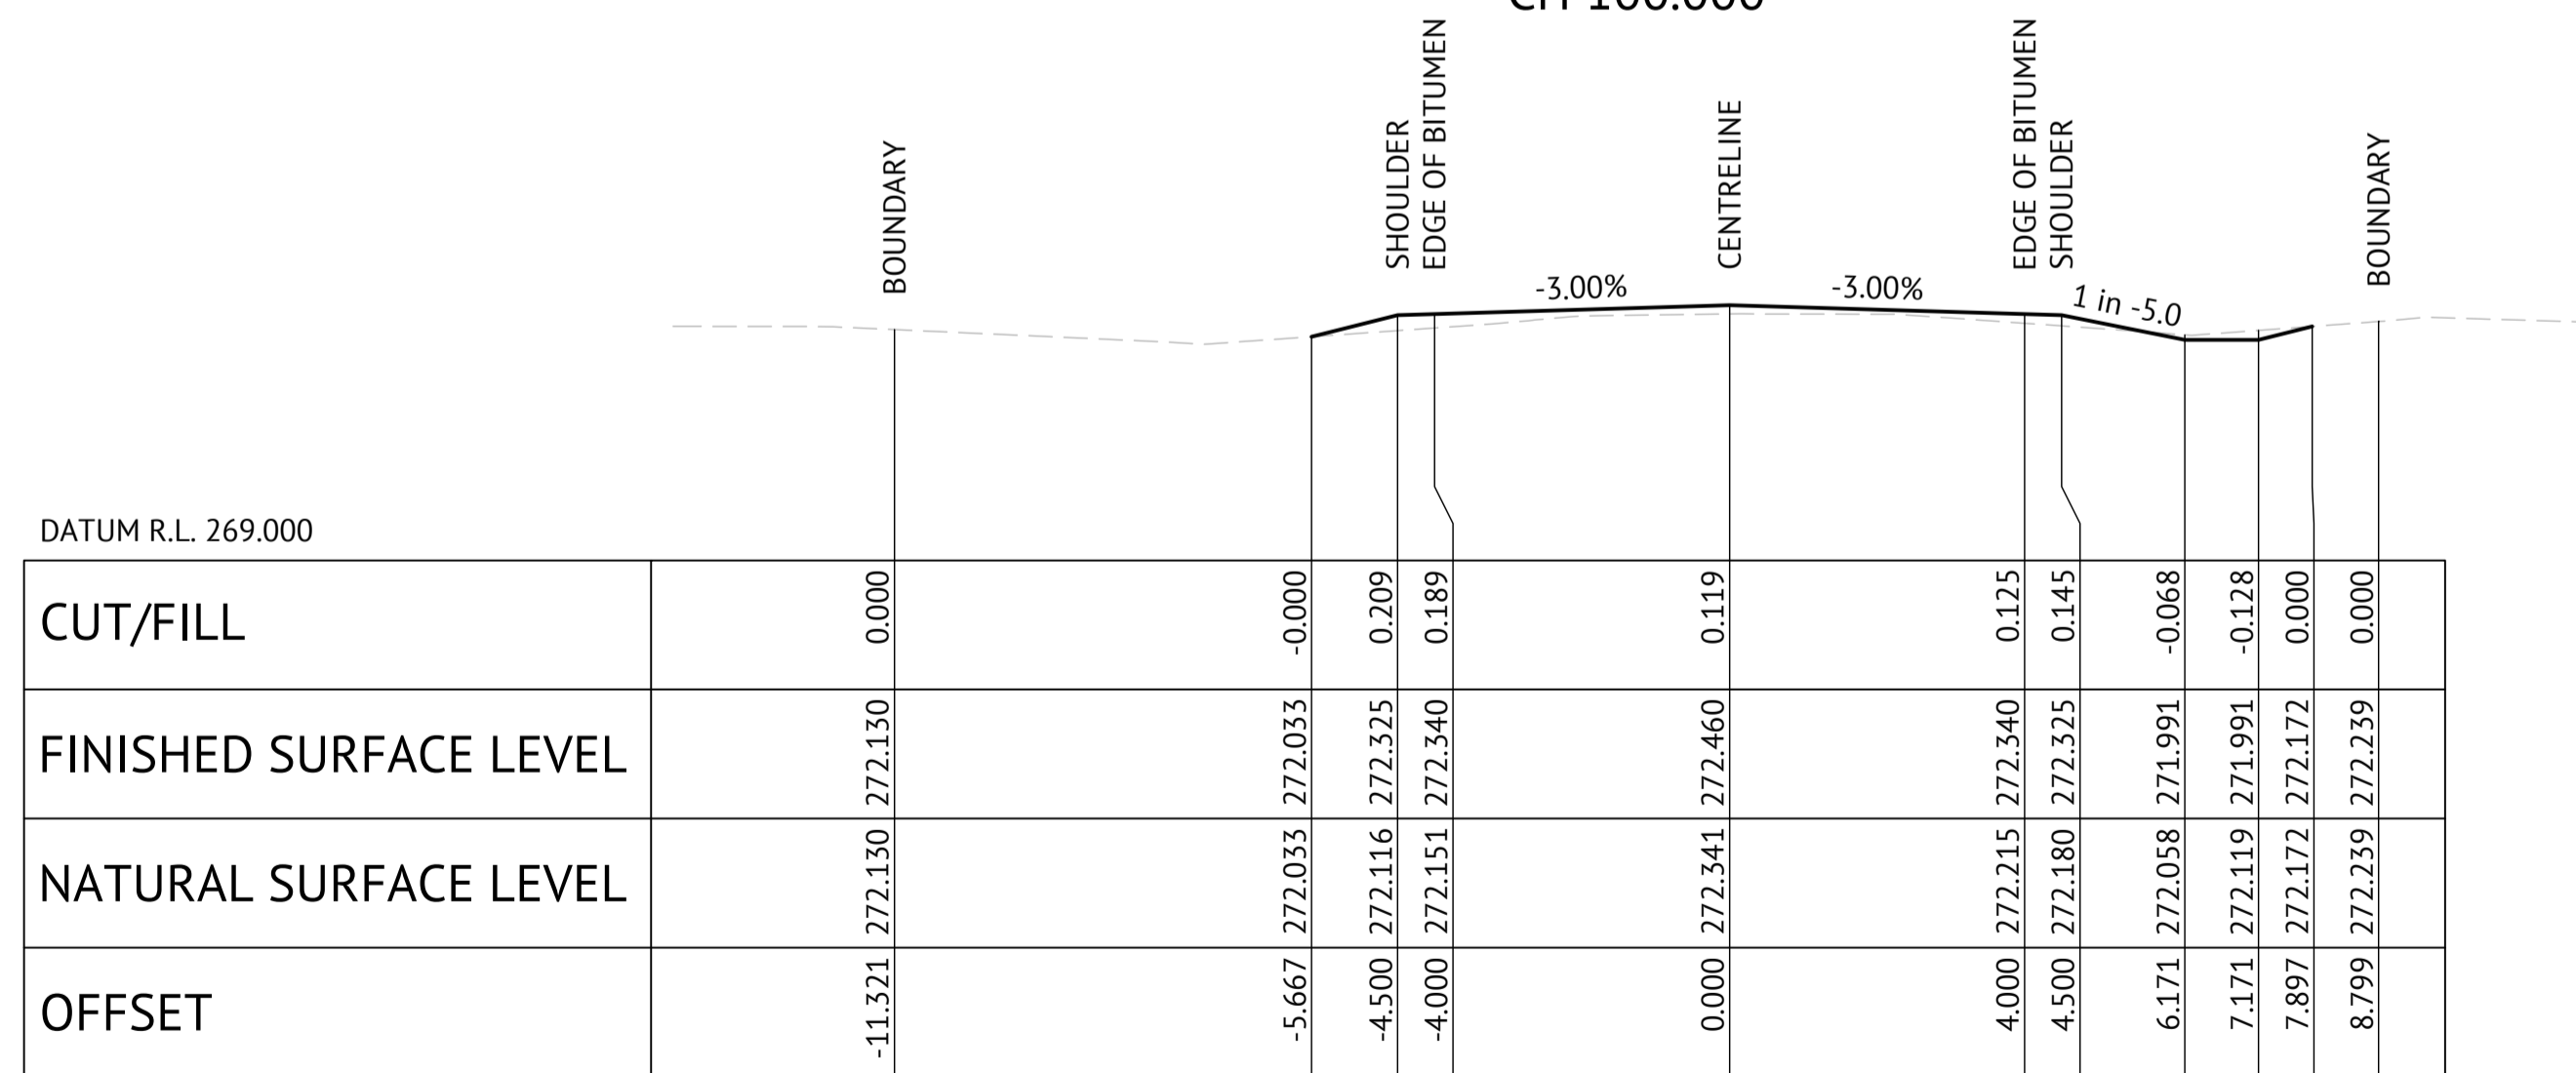 CH 100.000
BOUNDARY
SHOULDER
EDGE OF BITUMEN
CENTRELINE
EDGE OF BITUMEN
SHOULDER
BOUNDARY
-3.00%
-3.00%
1 in -5.0
DATUM R.L. 269.000
CUT/FILL 0.000 -0.000 0.209 0.189 0.119 0.125 0.145 -0.068 -0.128 0.000 0.000
FINISHED SURFACE LEVEL 272.130 272.033 272.325 272.340 272.460 272.340 272.325 271.991 271.991 272.172 272.239
NATURAL SURFACE LEVEL 272.130 272.033 272.116 272.151 272.341 272.215 272.180 272.058 272.119 272.172 272.239
OFFSET -11.321 -5.667 -4.500 -4.000 0.000 4.000 4.500 6.171 7.171 7.897 8.799